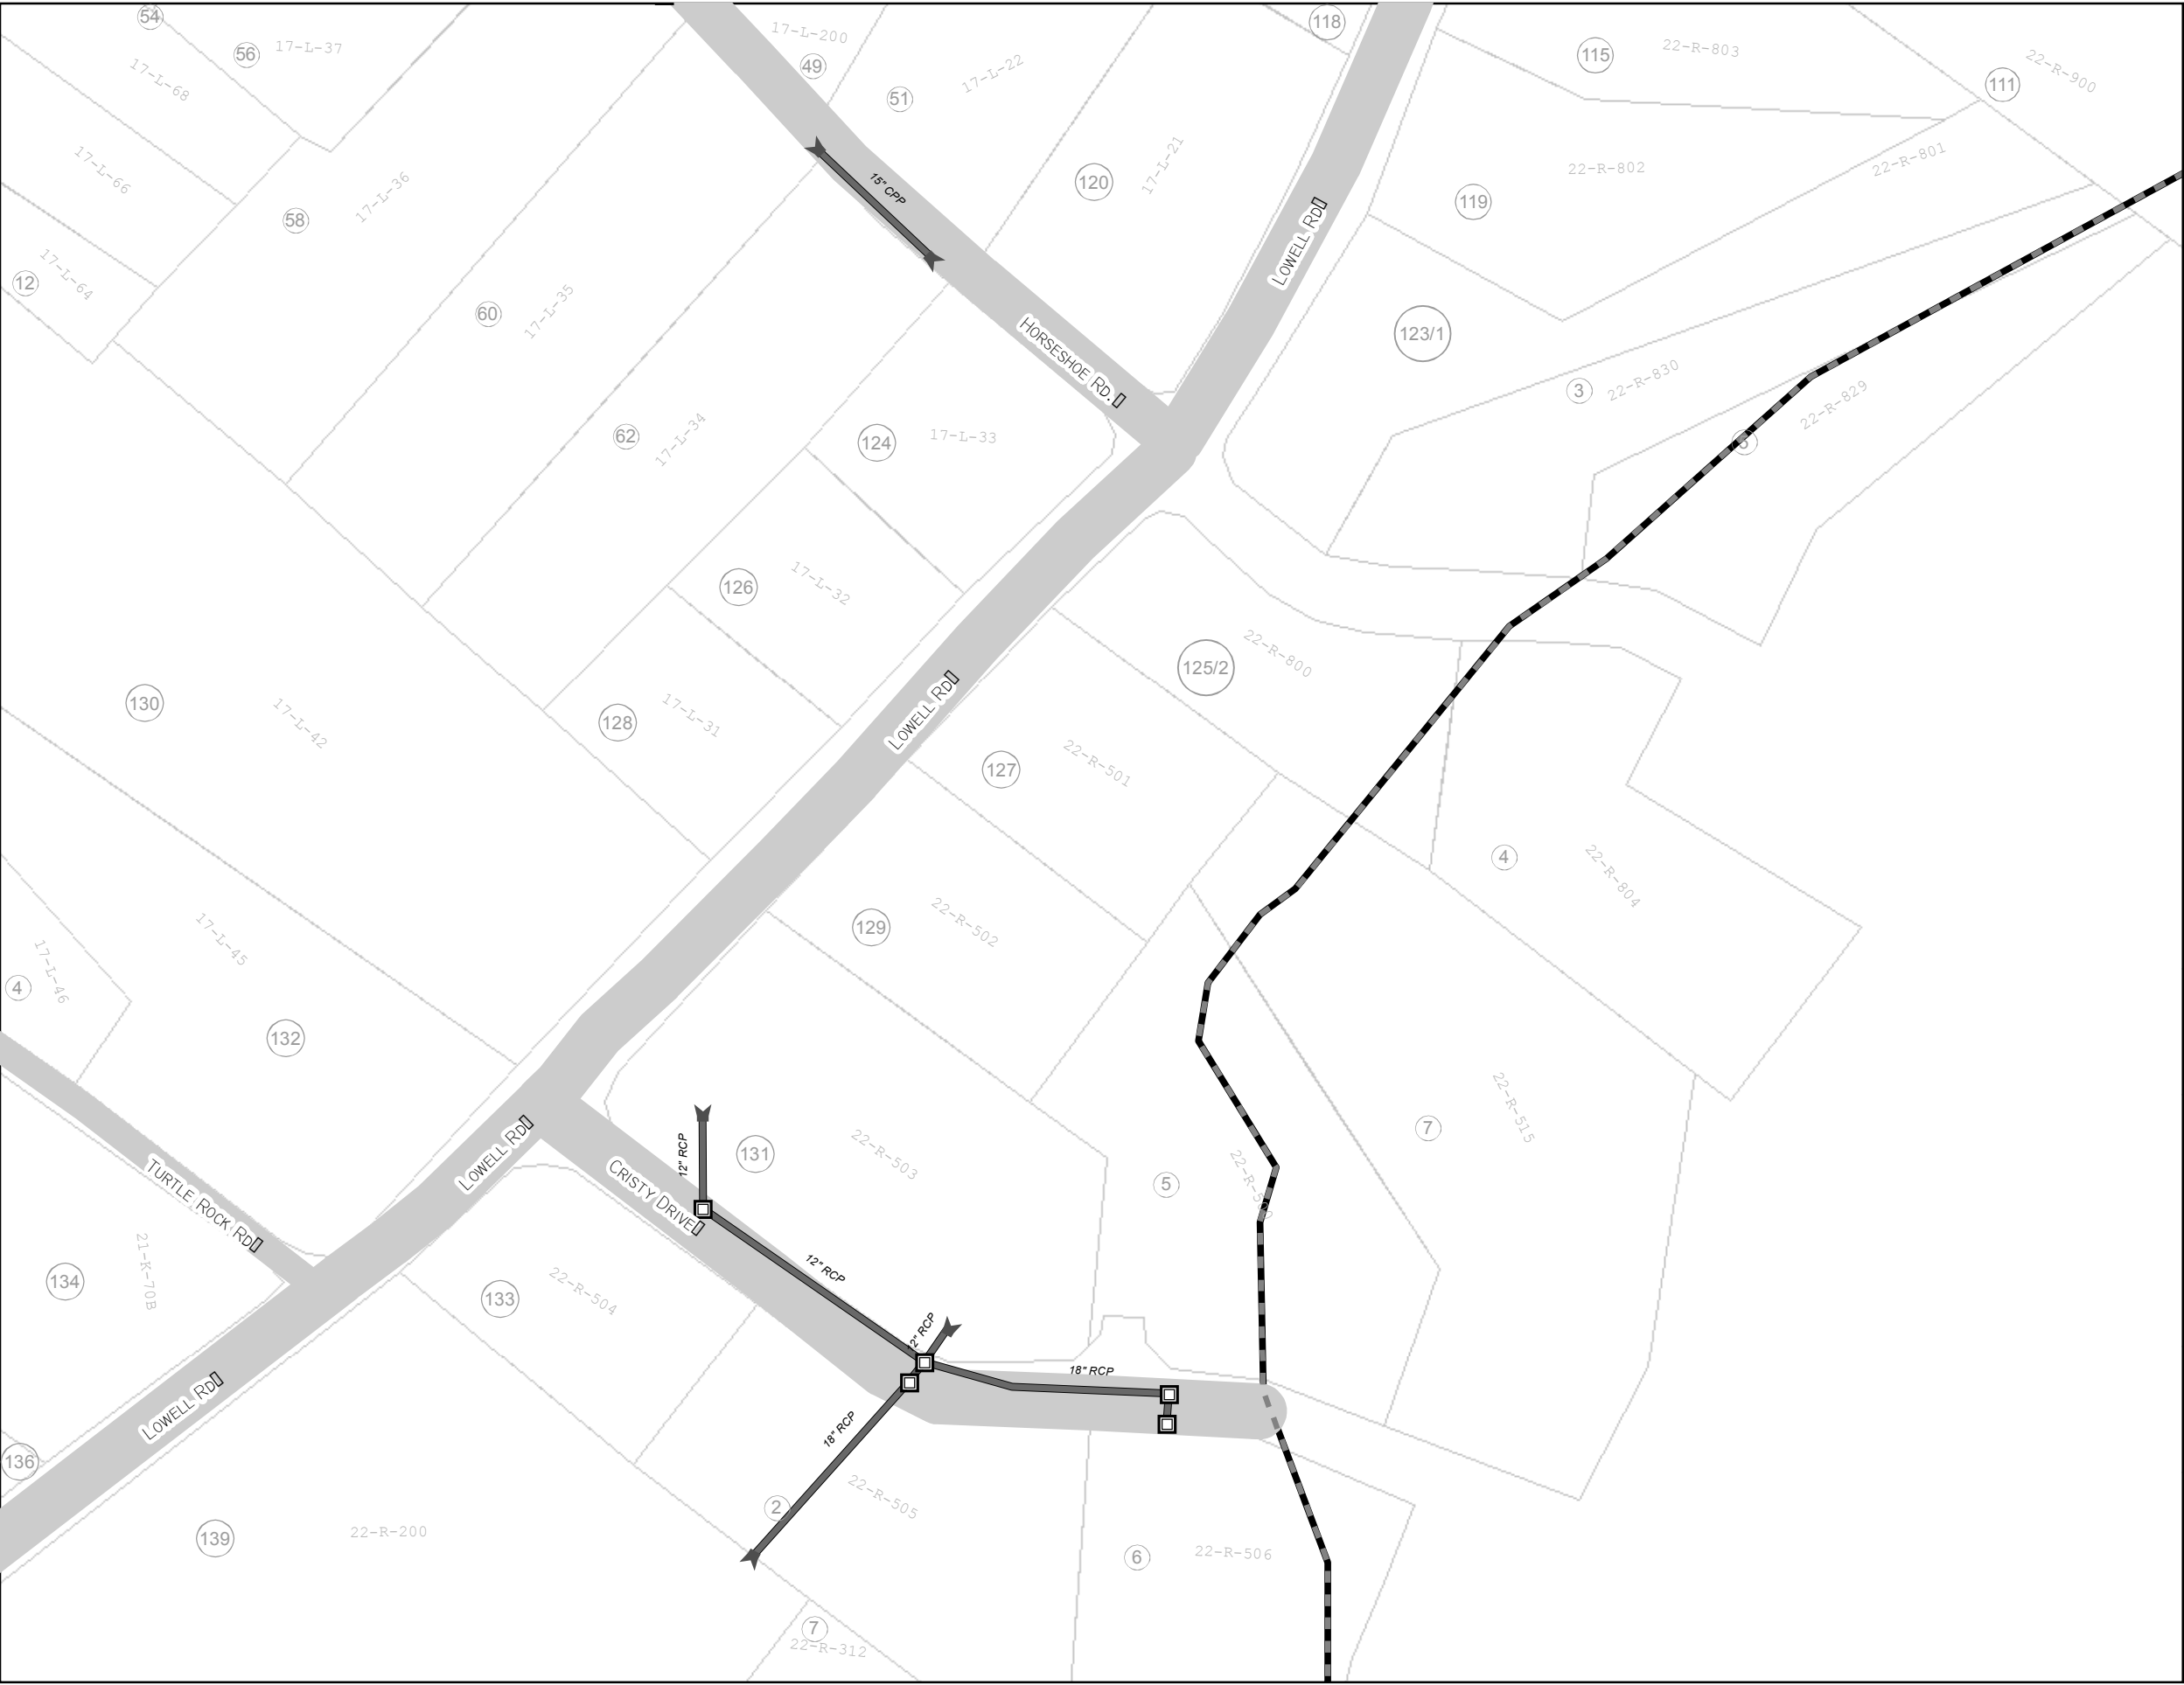 54
56
17-L-37
17-L-68
17-L-200
49
17-L-22
51
118
115
22-R-803
22-R-900
111
17-L-66
58
17-L-36
15" CPP
120
17-L-21
22-R-802
22-R-801
119
LOWELL RD
17-L-64
12
60
17-L-35
HORSESHOE RD.
123/1
3
22-R-830
22-R-829
62
17-L-34
124
17-L-33
126
17-L-32
125/2
22-R-800
130
17-L-42
128
17-L-31
LOWELL RD
127
22-R-501
4
22-R-804
129
22-R-502
17-L-45
17-L-46
4
132
LOWELL RD
12" RCP
131
22-R-503
5
7
22-R-515
TURTLE ROCK RD
CRISTY DRIVE
134
21-K-70B
133
22-R-504
12" RCP
18" RCP
LOWELL RD
18" RCP
136
139
22-R-200
2
22-R-505
6
22-R-506
7
22-R-312